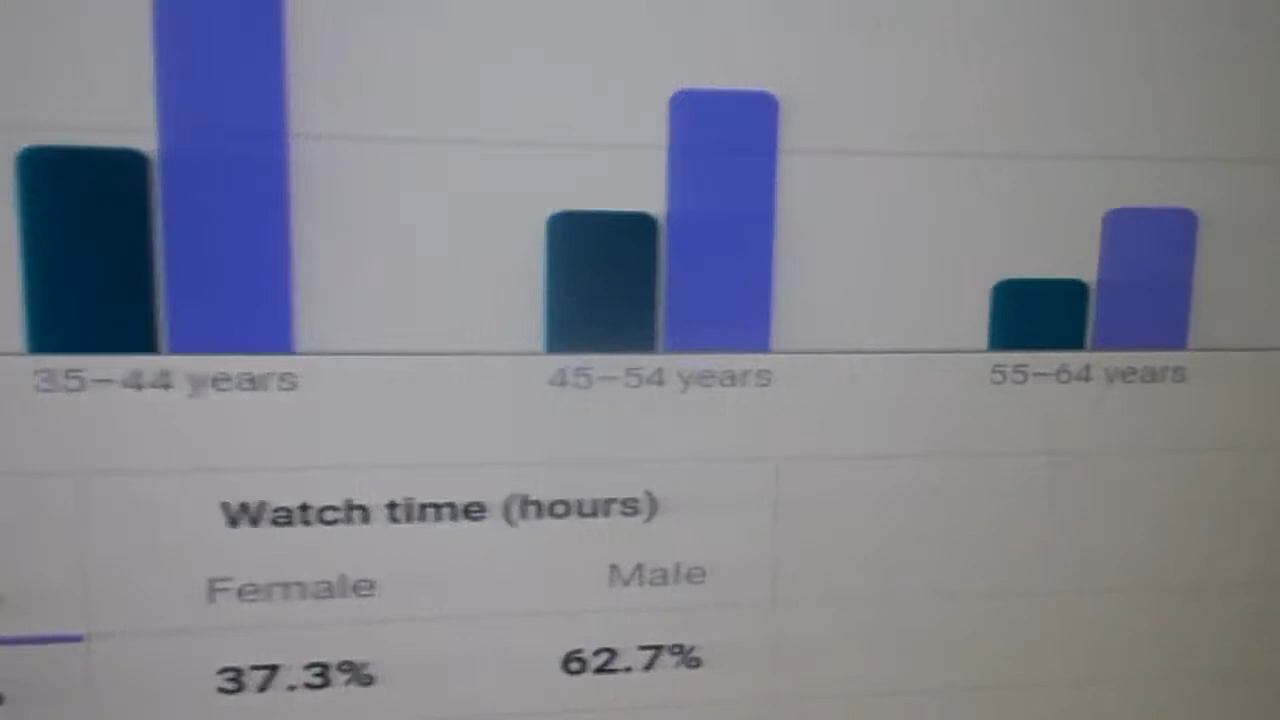 35–44 years 45–54 years 55–64 years
Watch time (hours)
Female Male
37.3% 62.7%